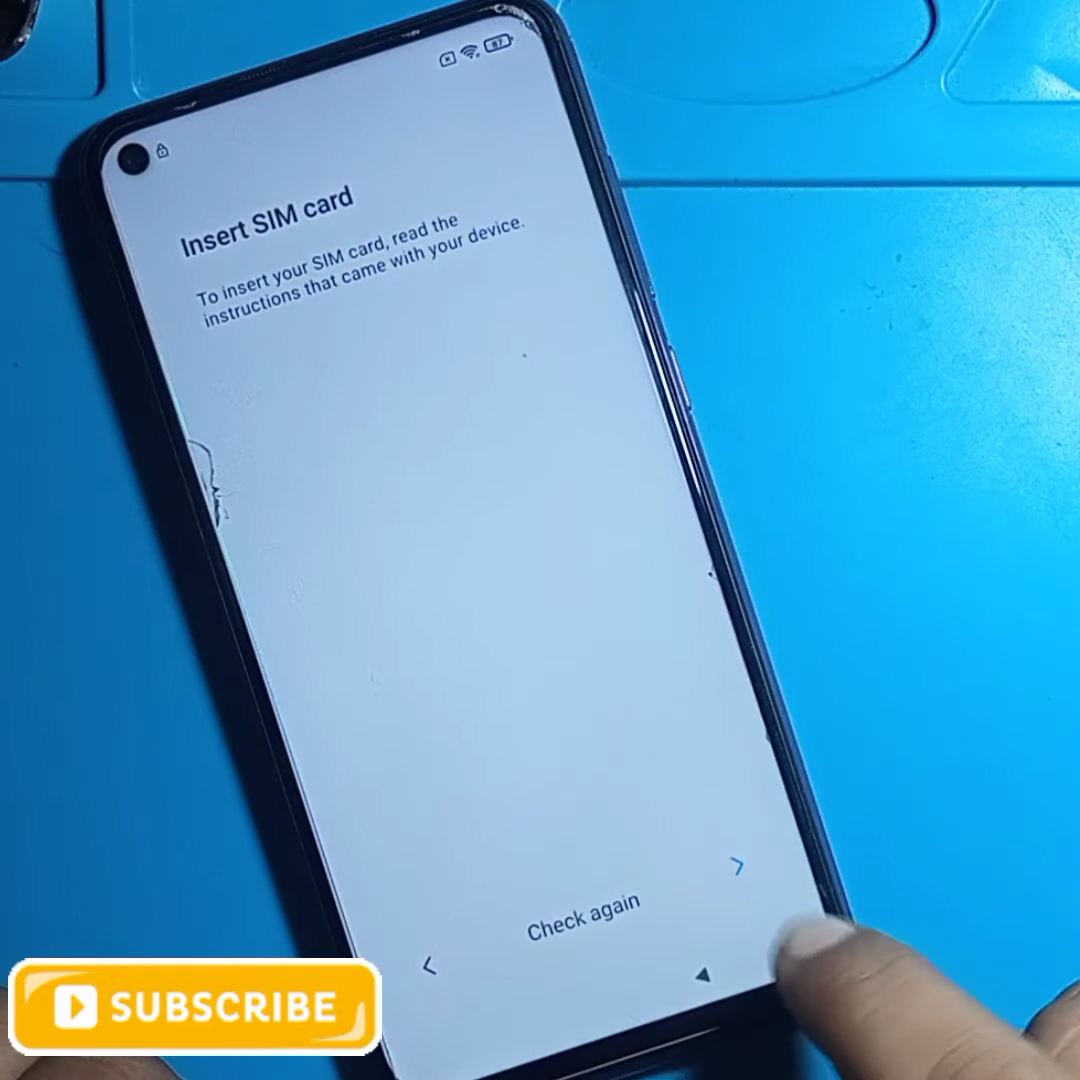 87
Insert SIM card
To insert your SIM card, read the
instructions that came with your device.
Check again
SUBSCRIBE